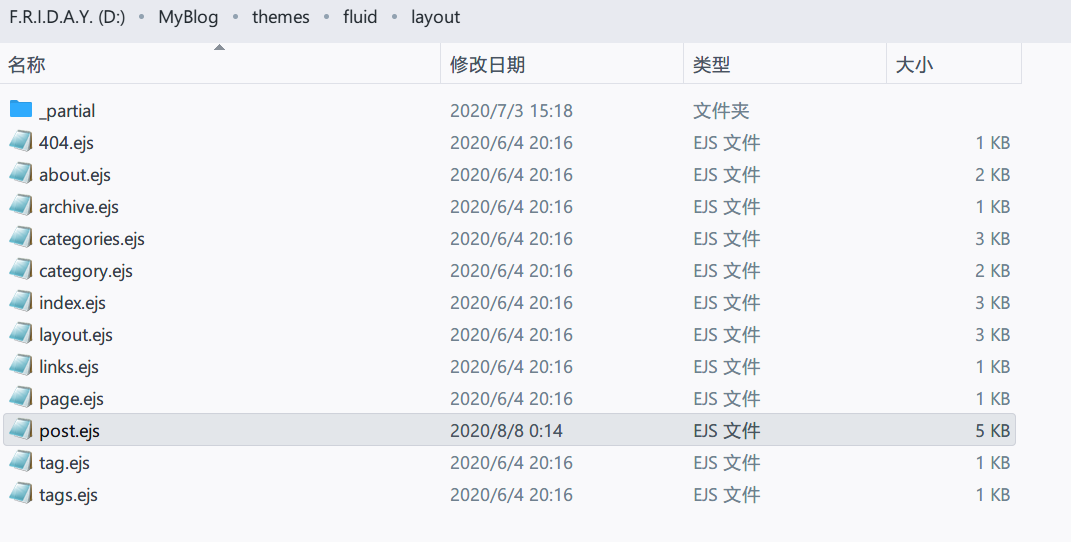 F.R.I.D.A.Y. (D:) • MyBlog • themes • fluid • layout
名称 修改日期 类型 大小
_partial 2020/7/3 15:18 文件夹
404.ejs 2020/6/4 20:16 EJS 文件 1 KB
about.ejs 2020/6/4 20:16 EJS 文件 2 KB
archive.ejs 2020/6/4 20:16 EJS 文件 1 KB
categories.ejs 2020/6/4 20:16 EJS 文件 3 KB
category.ejs 2020/6/4 20:16 EJS 文件 2 KB
index.ejs 2020/6/4 20:16 EJS 文件 3 KB
layout.ejs 2020/6/4 20:16 EJS 文件 3 KB
links.ejs 2020/6/4 20:16 EJS 文件 1 KB
page.ejs 2020/6/4 20:16 EJS 文件 1 KB
post.ejs 2020/8/8 0:14 EJS 文件 5 KB
tag.ejs 2020/6/4 20:16 EJS 文件 1 KB
tags.ejs 2020/6/4 20:16 EJS 文件 1 KB